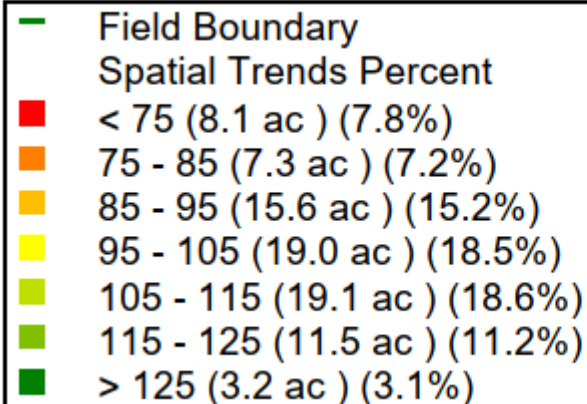 Field Boundary
Spatial Trends Percent
< 75 (8.1 ac ) (7.8%)
75 - 85 (7.3 ac ) (7.2%)
85 - 95 (15.6 ac ) (15.2%)
95 - 105 (19.0 ac ) (18.5%)
105 - 115 (19.1 ac ) (18.6%)
115 - 125 (11.5 ac ) (11.2%)
> 125 (3.2 ac ) (3.1%)